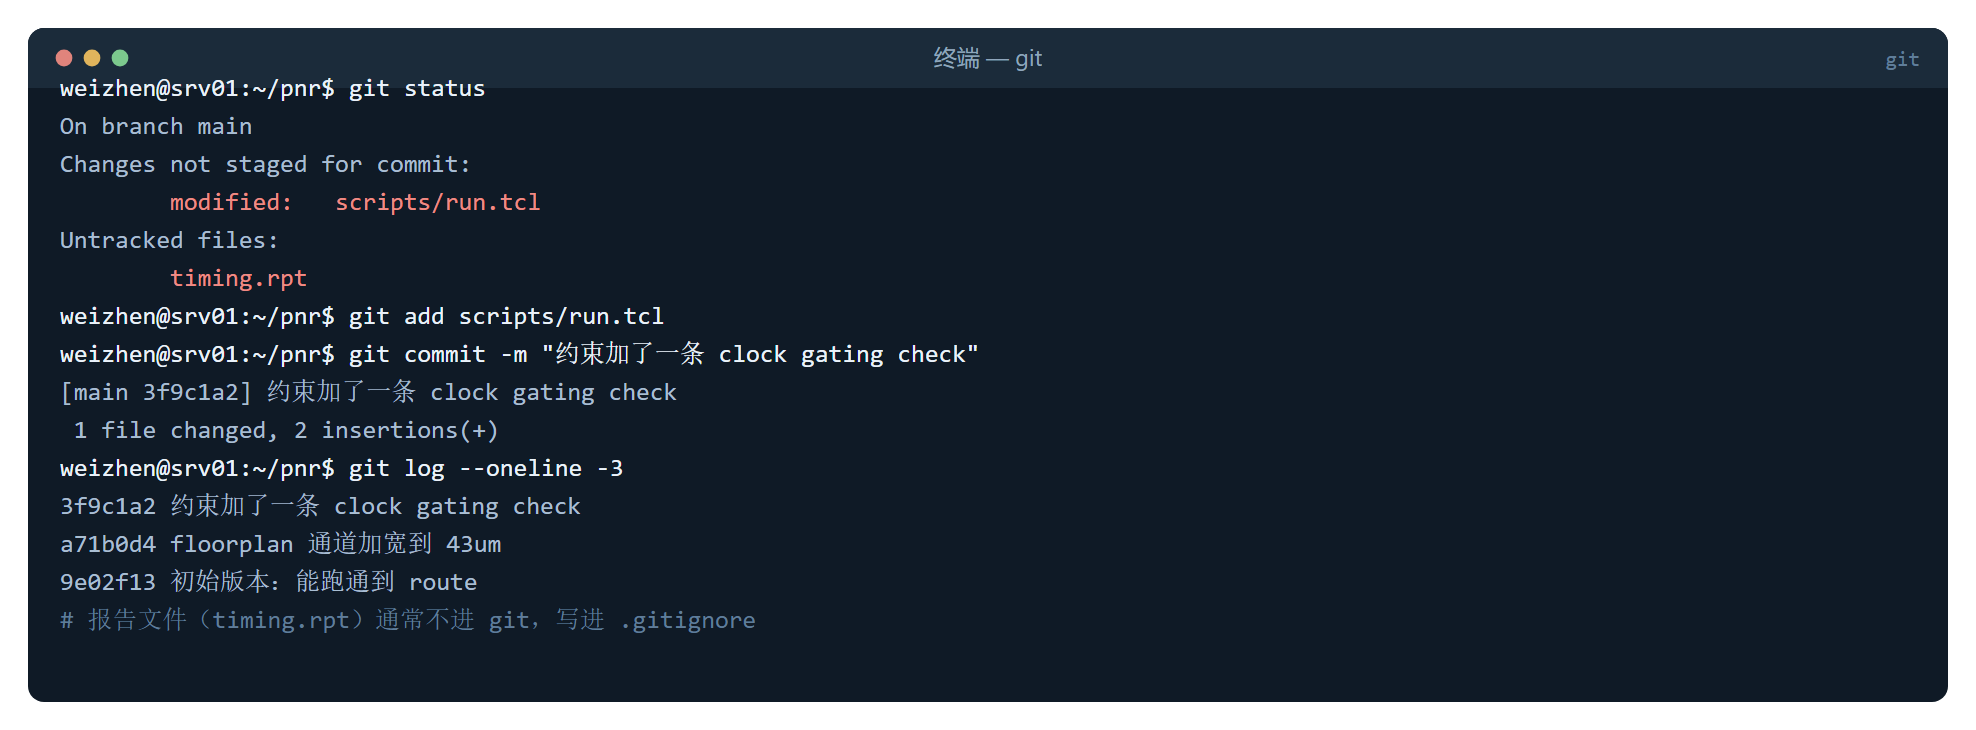 终端 — git
git
weizhen@srv01:~/pnr$ git status
On branch main
Changes not staged for commit:
        modified:   scripts/run.tcl
Untracked files:
        timing.rpt
weizhen@srv01:~/pnr$ git add scripts/run.tcl
weizhen@srv01:~/pnr$ git commit -m "约束加了一条 clock gating check"
[main 3f9c1a2] 约束加了一条 clock gating check
 1 file changed, 2 insertions(+)
weizhen@srv01:~/pnr$ git log --oneline -3
3f9c1a2 约束加了一条 clock gating check
a71b0d4 floorplan 通道加宽到 43um
9e02f13 初始版本：能跑通到 route
# 报告文件（timing.rpt）通常不进 git，写进 .gitignore